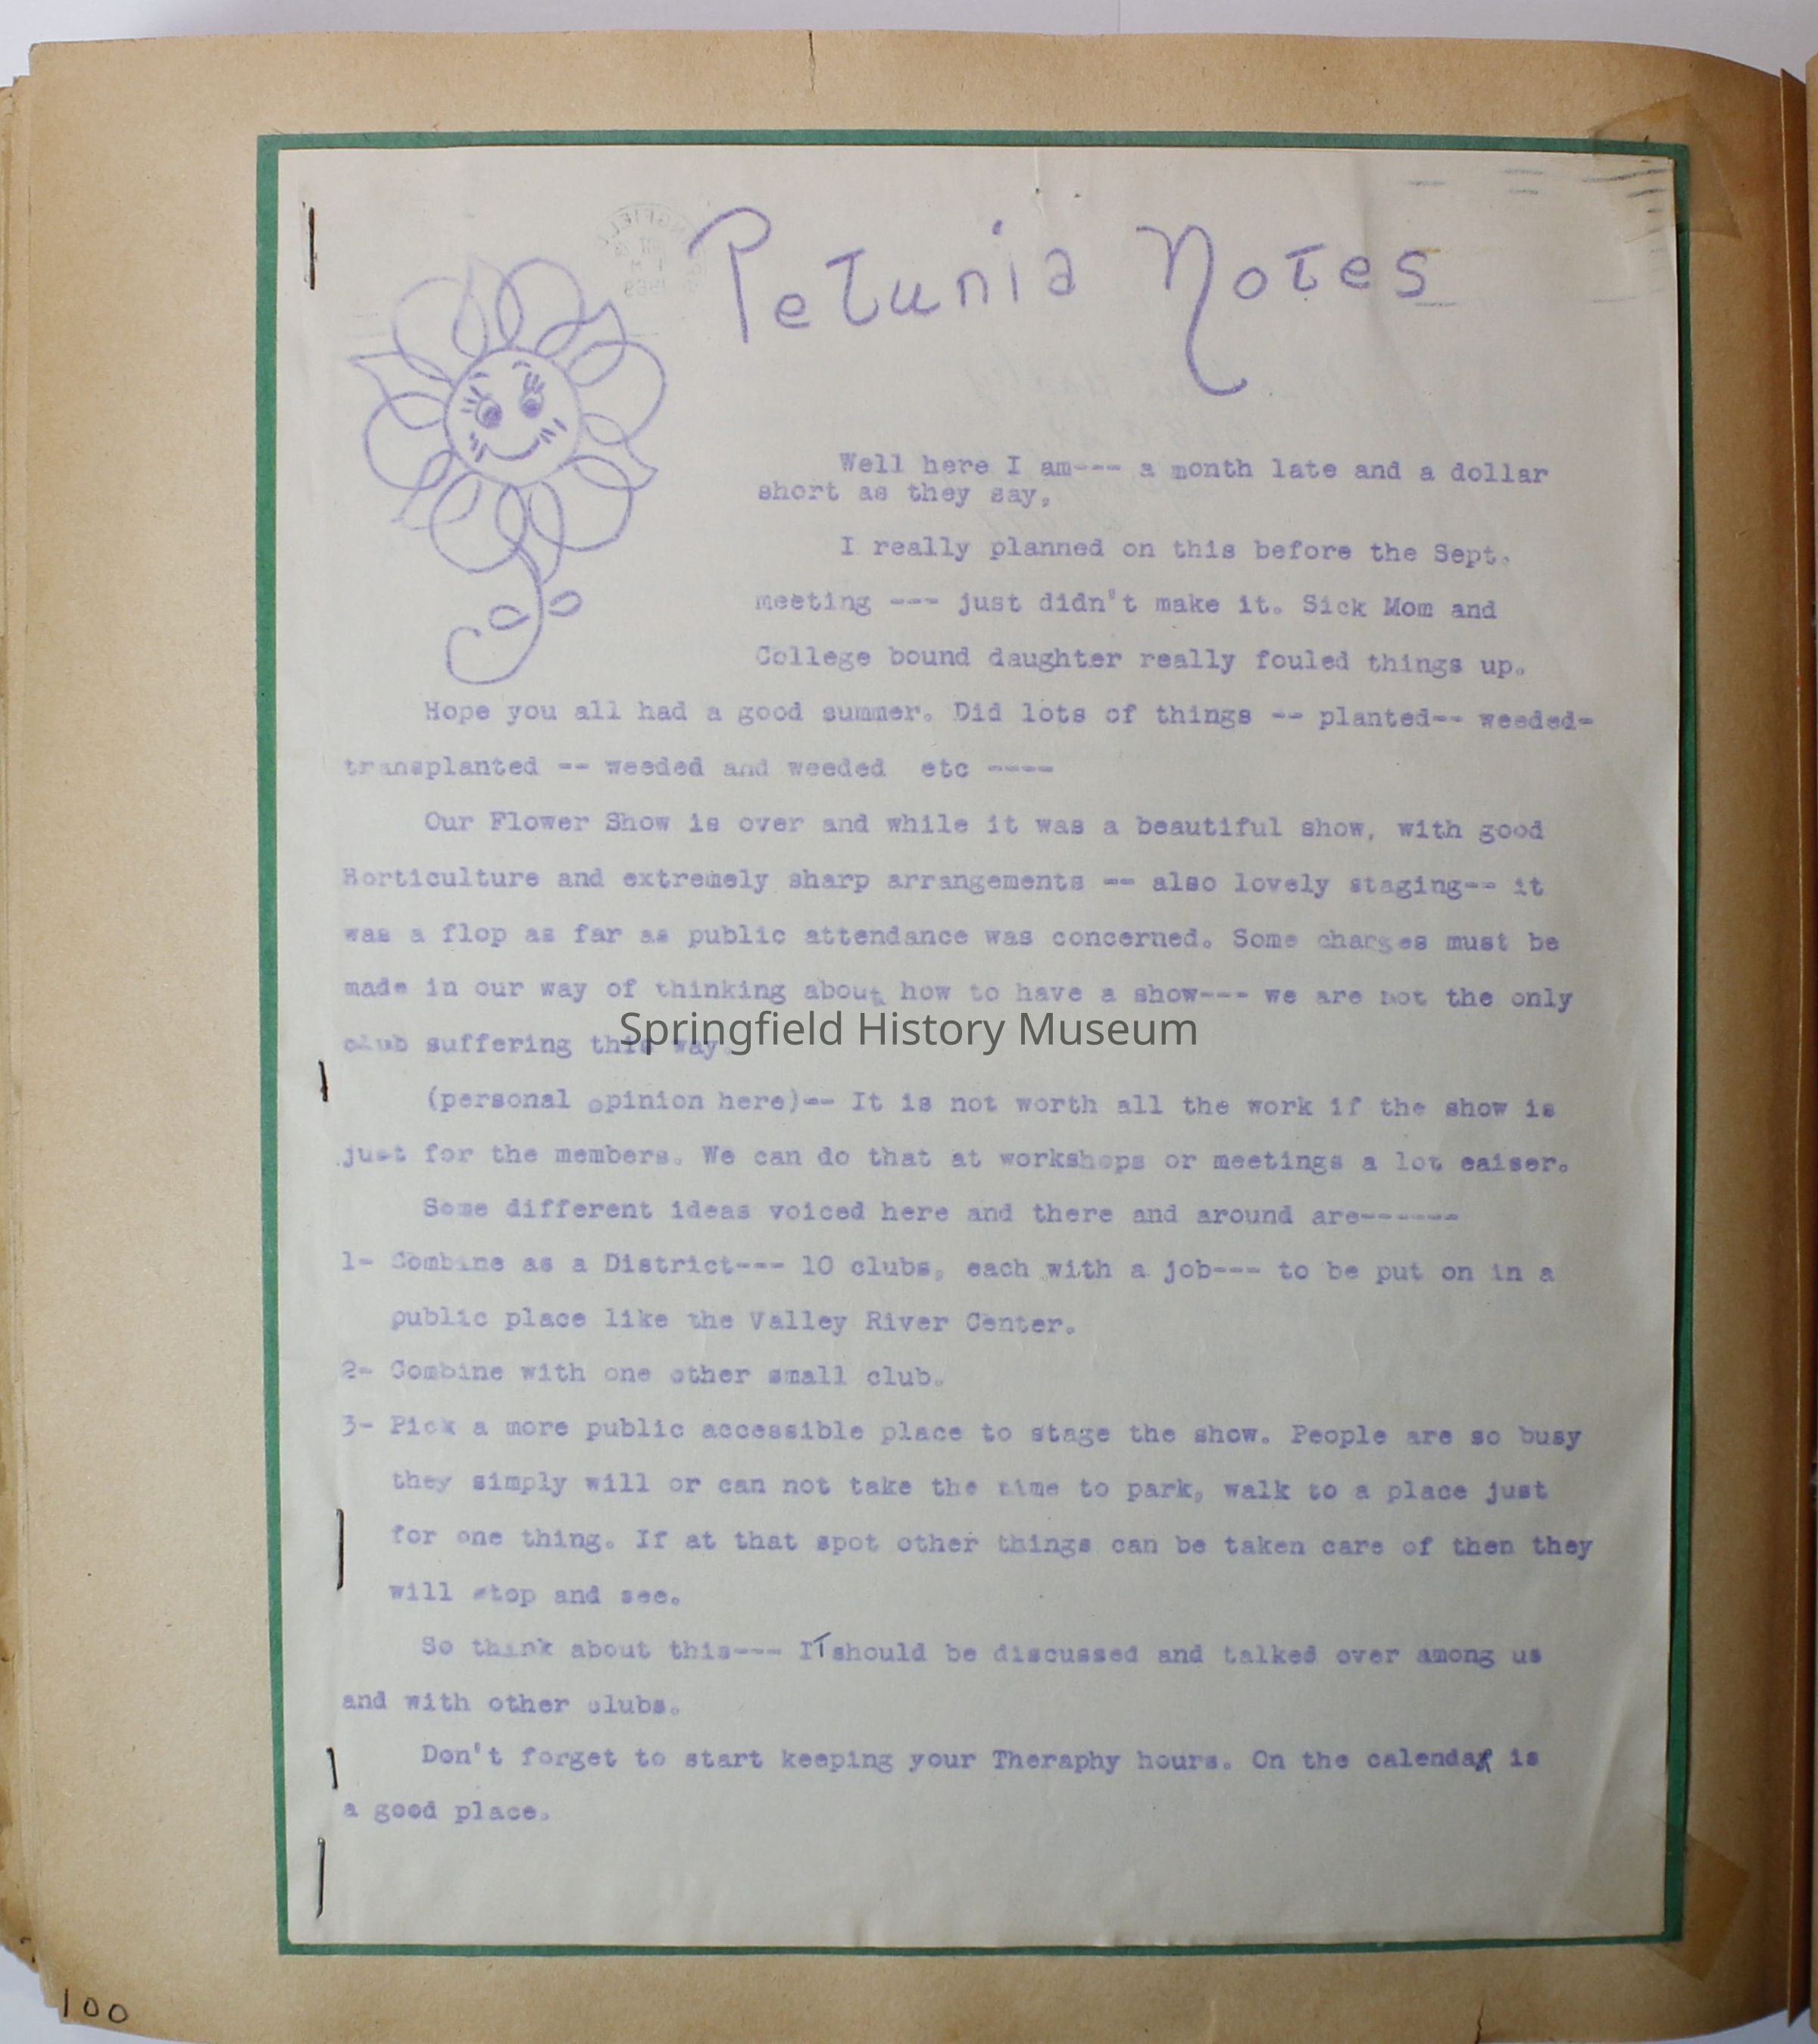 Petunia Notes
Well here I am--- a month late and a dollar
short as they say.
I really planned on this before the Sept.
meeting --- just didn't make it. Sick Mom and
College bound daughter really fouled things up.
Hope you all had a good summer. Did lots of things -- planted-- weeded-
transplanted -- weeded and weeded etc ----
Our Flower Show is over and while it was a beautiful show, with good
Horticulture and extremely sharp arrangements -- also lovely staging-- it
was a flop as far as public attendance was concerned. Some changes must be
made in our way of thinking about how to have a show--- we are not the only
club suffering this way.
Springfield History Museum
(personal opinion here)-- It is not worth all the work if the show is
just for the members. We can do that at workshops or meetings a lot eaiser.
Some different ideas voiced here and there and around are------
1- Combine as a District--- 10 clubs, each with a job--- to be put on in a
public place like the Valley River Center.
2- Combine with one other small club.
3- Pick a more public accessible place to stage the show. People are so busy
they simply will or can not take the time to park, walk to a place just
for one thing. If at that spot other things can be taken care of then they
will stop and see.
So think about this--- IT should be discussed and talked over among us
and with other clubs.
Don't forget to start keeping your Theraphy hours. On the calendar is
a good place.
100